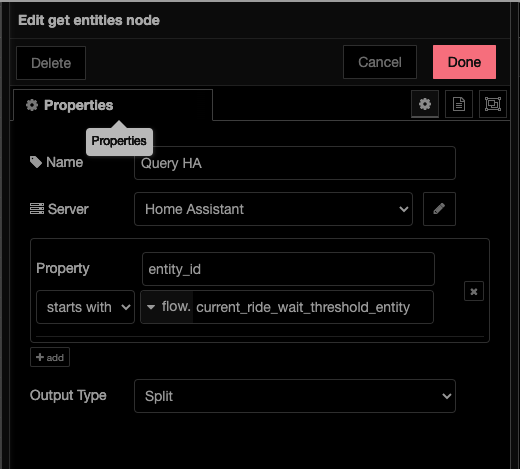 Edit get entities node
Delete
Cancel
Done
Properties
Properties
Name
Query HA
Server
Home Assistant
Property
entity_id
starts with
flow. current_ride_wait_threshold_entity
+ add
Output Type
Split